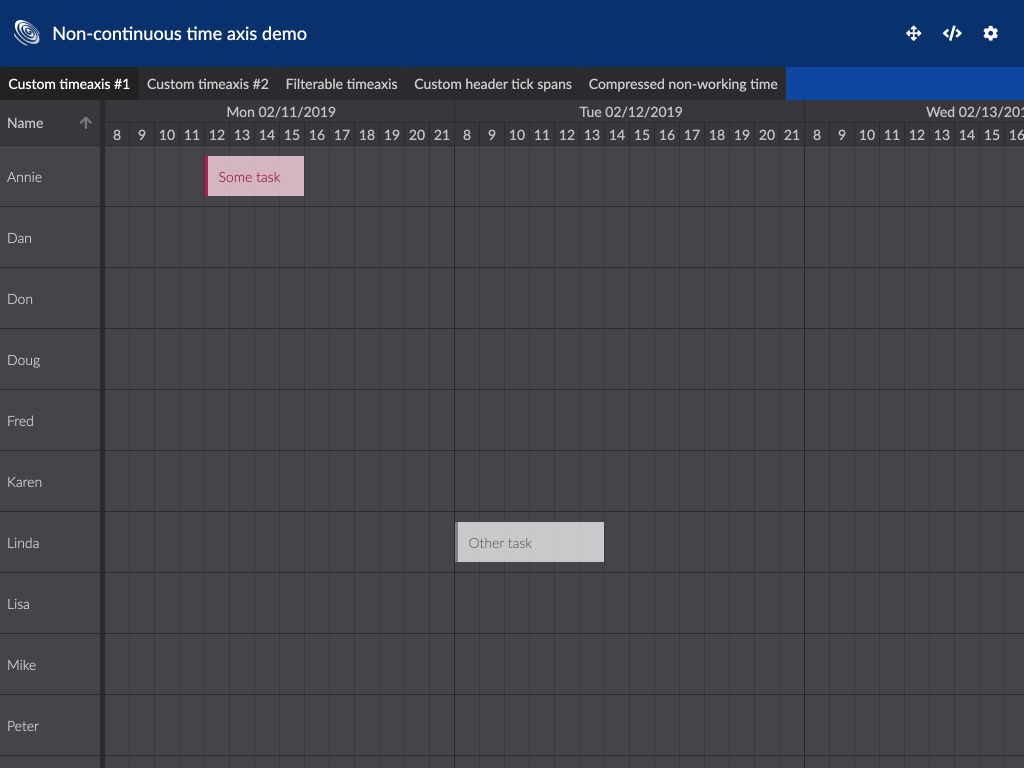 Non-continuous time axis demo
Custom timeaxis #1 Custom timeaxis #2 Filterable timeaxis Custom header tick spans Compressed non-working time
Name Mon 02/11/2019 Tue 02/12/2019 Wed 02/13/201
8 9 10 11 12 13 14 15 16 17 18 19 20 21 8 9 10 11 12 13 14 15 16 17 18 19 20 21 8 9 10 11 12 13 14 15 16
Annie Some task
Dan
Don
Doug
Fred
Karen
Linda Other task
Lisa
Mike
Peter